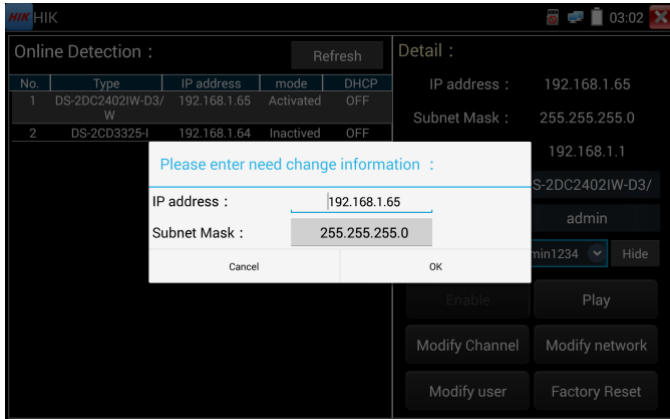 HIK HIK 03:02
Online Detection : Refresh
No. Type IP address mode DHCP
1 DS-2DC2402IW-D3/W 192.168.1.65 Activated OFF
2 DS-2CD3325-I 192.168.1.64 Inactived OFF
Please enter need change information :
IP address : 192.168.1.65
Subnet Mask : 255.255.255.0
Cancel OK
Detail :
IP address : 192.168.1.65
Subnet Mask : 255.255.255.0
192.168.1.1
S-2DC2402IW-D3/
admin
min1234 Hide
Enable Play
Modify Channel Modify network
Modify user Factory Reset